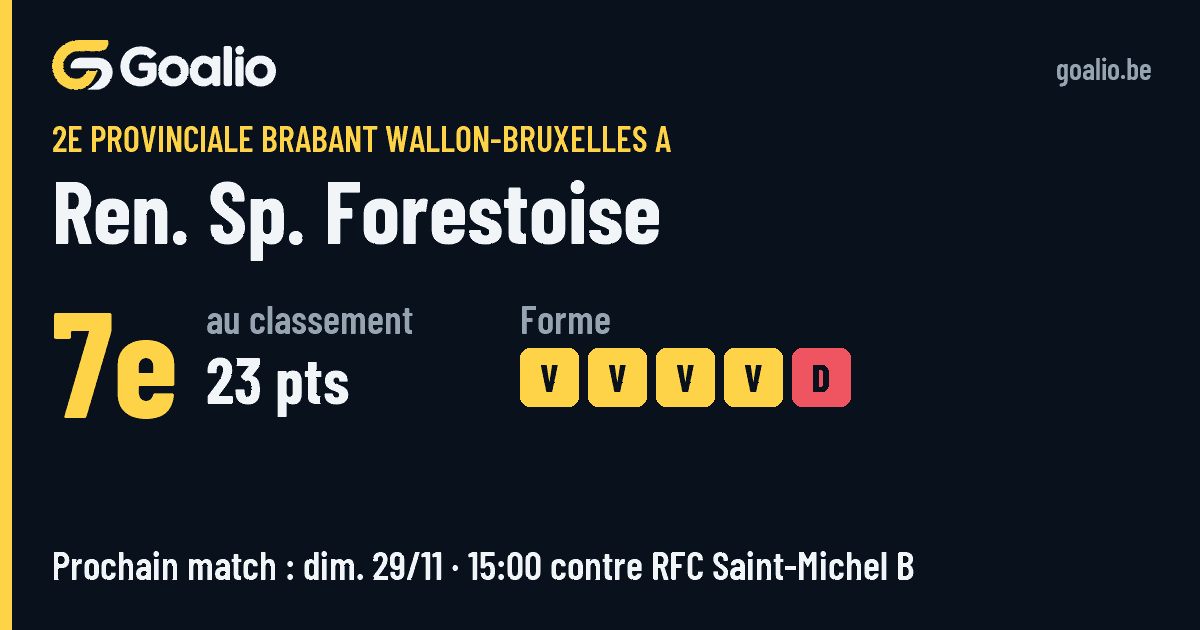 Goalio
goalio.be
2E PROVINCIALE BRABANT WALLON-BRUXELLES A
Ren. Sp. Forestoise
7e
au classement
23 pts
Forme
V V V V D
Prochain match : dim. 29/11 · 15:00 contre RFC Saint-Michel B